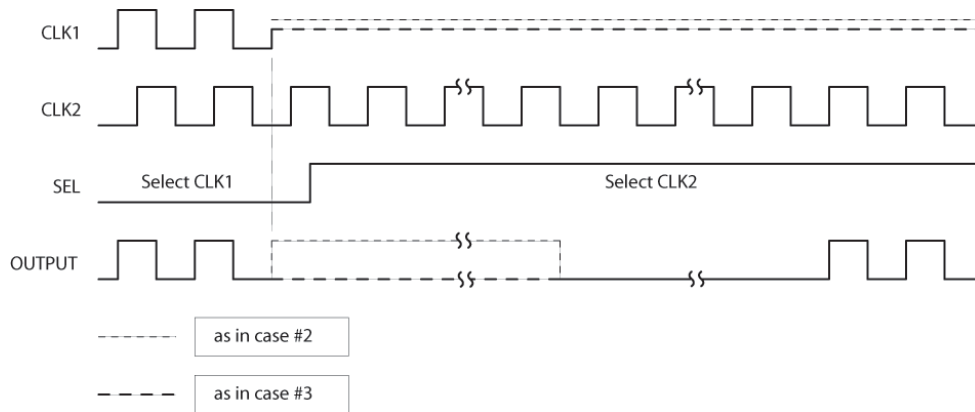 CLK1
CLK2
SEL
Select CLK1
Select CLK2
OUTPUT
as in case #2
as in case #3